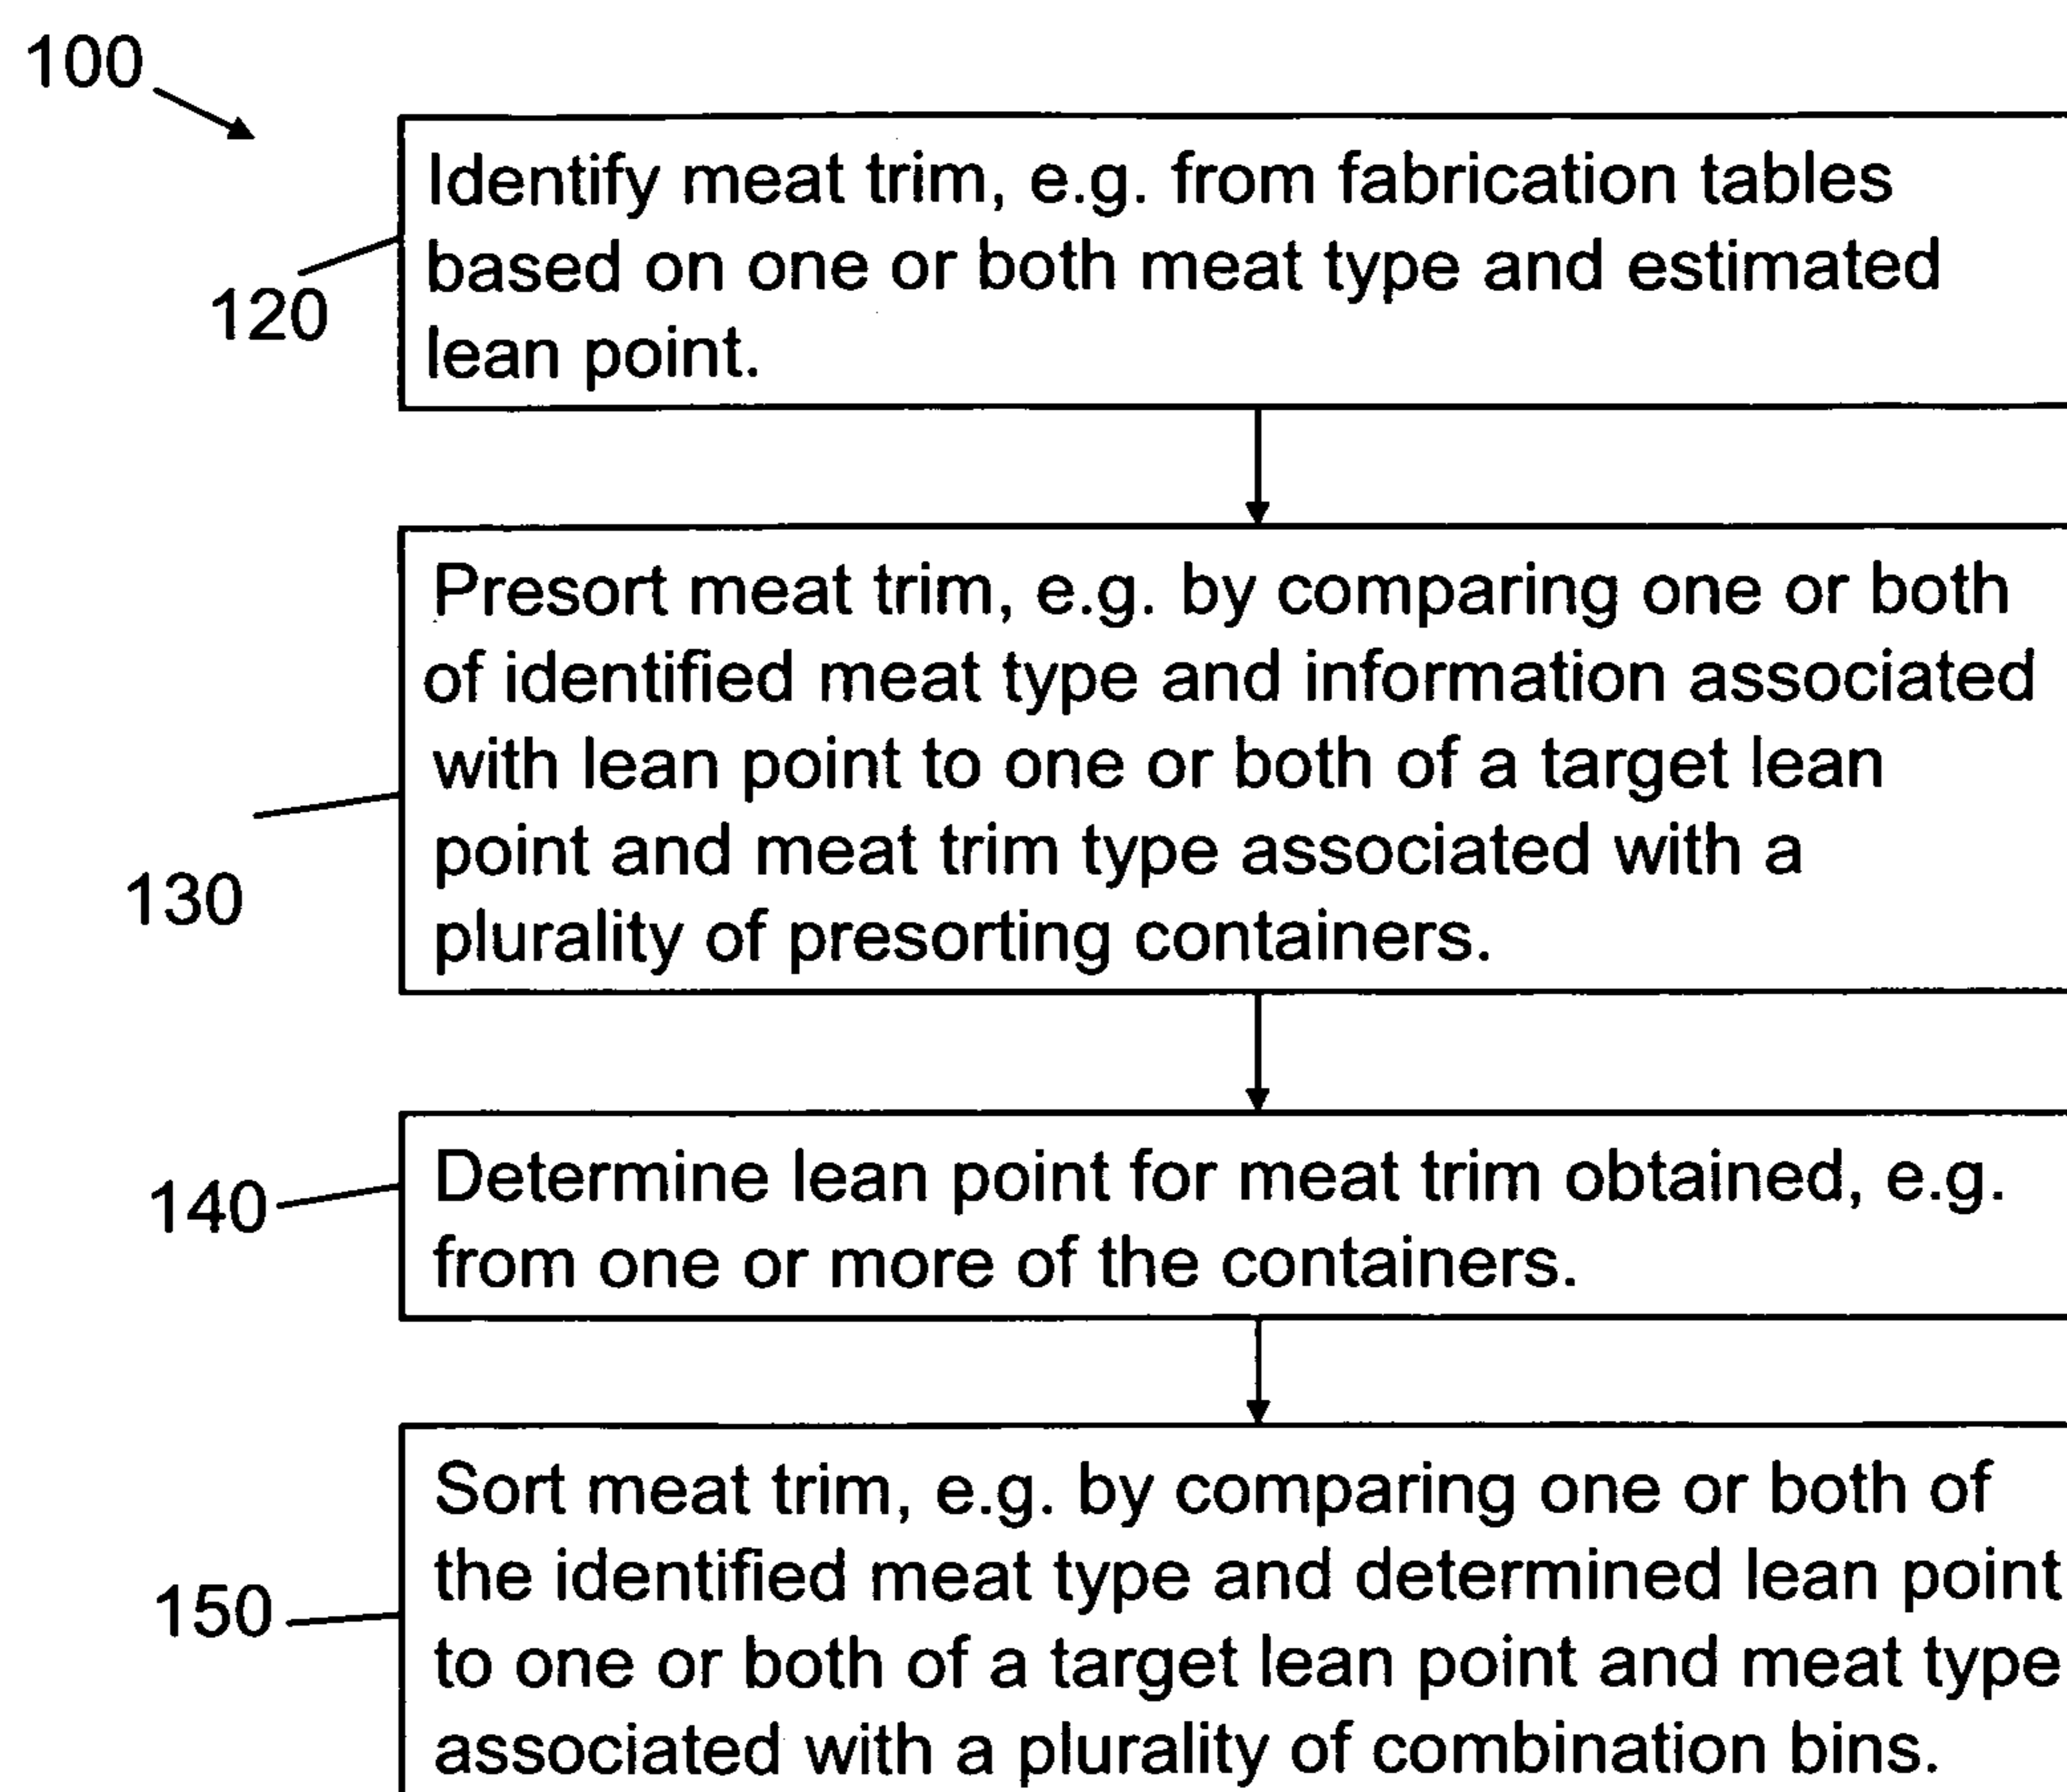 100
Identify meat trim, e.g. from fabrication tables
based on one or both meat type and estimated
lean point.
120
Presort meat trim, e.g. by comparing one or both
of identified meat type and information associated
with lean point to one or both of a target lean
point and meat trim type associated with a
plurality of presorting containers.
130
Determine lean point for meat trim obtained, e.g.
from one or more of the containers.
140
Sort meat trim, e.g. by comparing one or both of
the identified meat type and determined lean point
to one or both of a target lean point and meat type
associated with a plurality of combination bins.
150